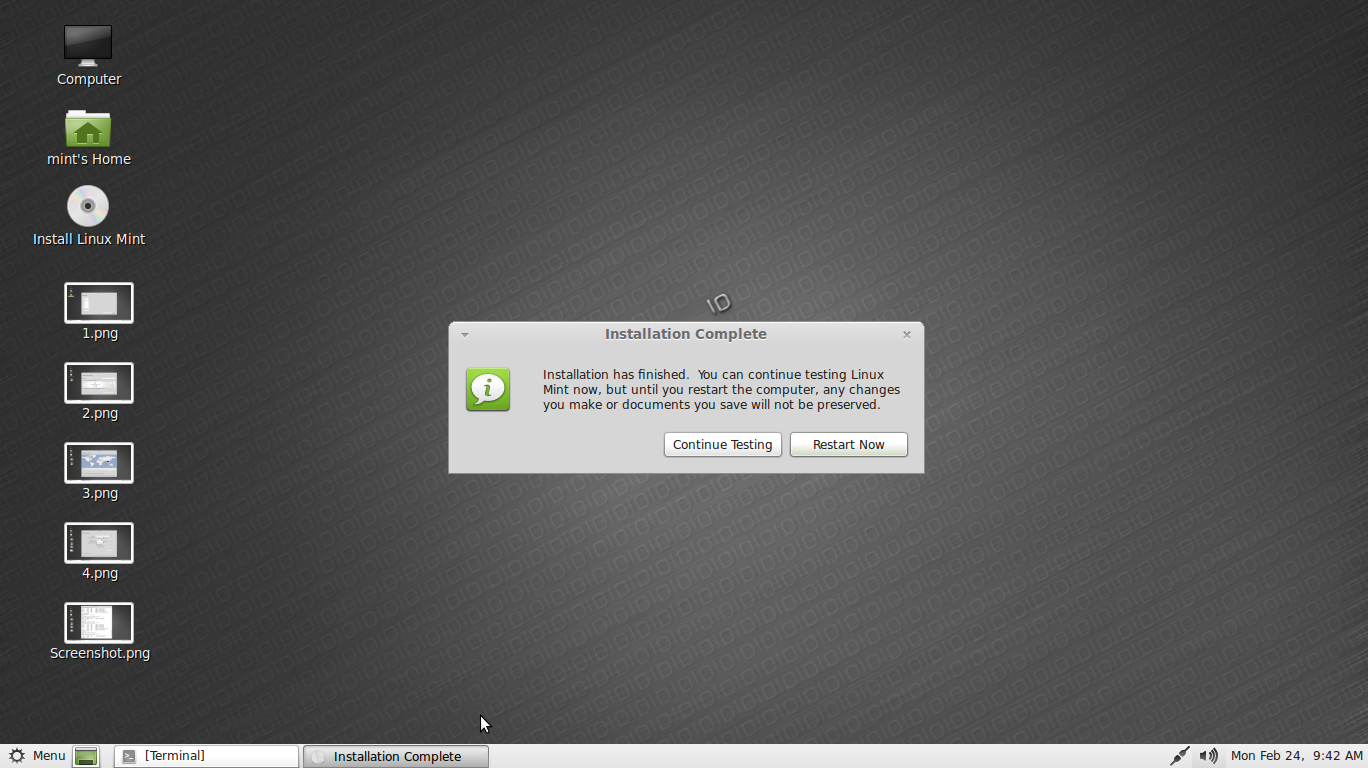 Computer
mint's Home
Install Linux Mint
1.png
2.png
3.png
4.png
Screenshot.png
Installation Complete
Installation has finished.  You can continue testing Linux
Mint now, but until you restart the computer, any changes
you make or documents you save will not be preserved.
Continue Testing
Restart Now
Menu
[Terminal]
Installation Complete
Mon Feb 24,  9:42 AM